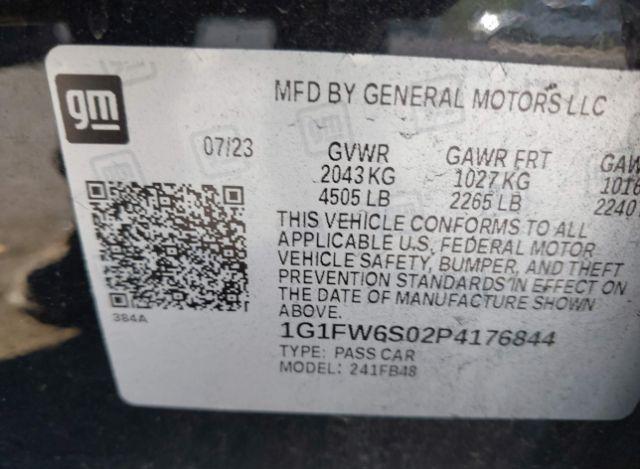 gm
MFD BY GENERAL MOTORS LLC
07/23 GVWR GAWR FRT
2043 KG 1027 KG
4505 LB 2265 LB 2240
THIS VEHICLE CONFORMS TO ALL
APPLICABLE U.S. FEDERAL MOTOR
VEHICLE SAFETY, BUMPER, AND THEFT
PREVENTION STANDARDS IN EFFECT ON
THE DATE OF MANUFACTURE SHOWN
ABOVE.
384A
1G1FW6S02P4176844
TYPE: PASS CAR
MODEL: 241FB48